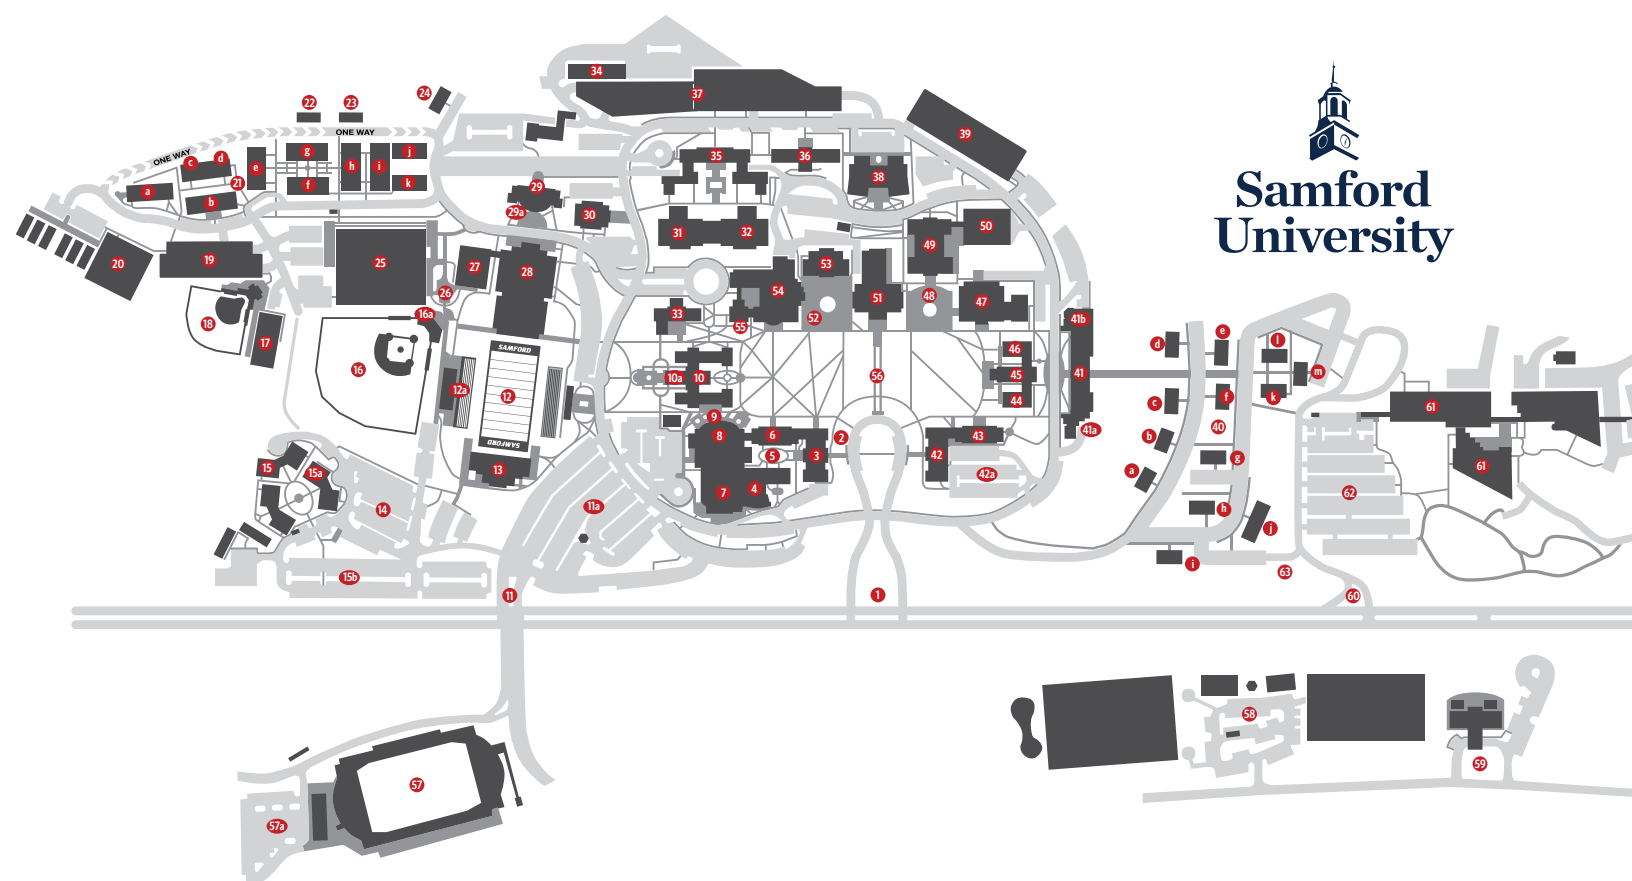 34
37
24
22
23
39
ONE WAY
ONE WAY
g
j
35
36
c
d
e
h
i
38
a
21
f
k
29
b
29a
30
31
32
50
49
Samford
University
20
19
25
27
28
53
26
54
48
51
47
18
16a
33
55
52
41b
17
SAMFORD
46
d
e
l
16
10a
10
56
45
41
m
12a
12
44
c
f
k
61
9
SAMFORD
8
6
2
43
41a
b
40
15
15a
13
5
3
42
a
g
61
7
4
42a
62
14
11a
h
j
15b
i
63
11
1
60
58
59
57
57a